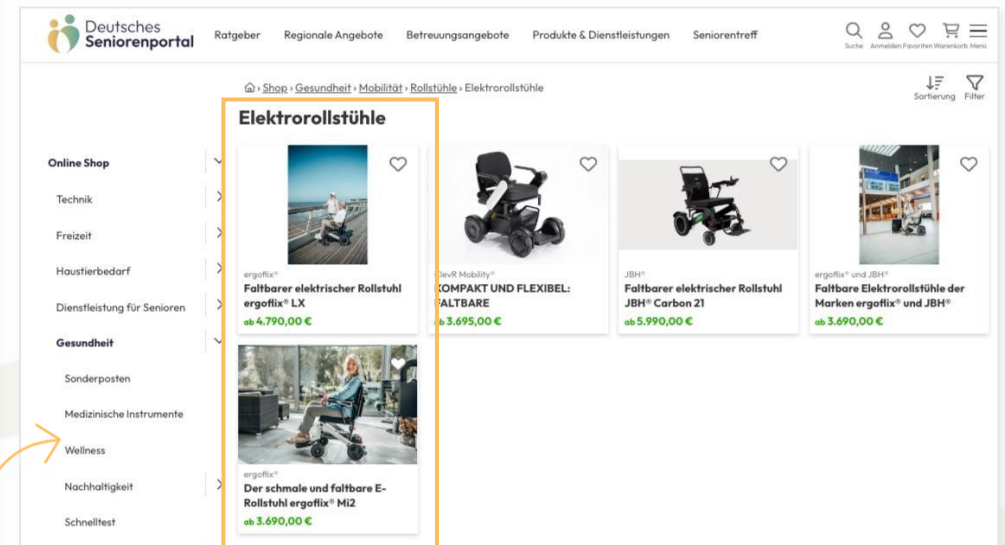 Deutsches
Seniorenportal
Ratgeber Regionale Angebote Betreuungsangebote Produkte & Dienstleistungen Seniorentreff
Suche Anmelden Favoriten Warenkorb Menü
› Shop › Gesundheit › Mobilität › Rollstühle › Elektrorollstühle
Sortierung Filter
Elektrorollstühle
Online Shop
Technik
Freizeit
Haustierbedarf
Dienstleistung für Senioren
Gesundheit
Sonderposten
Medizinische Instrumente
Wellness
Nachhaltigkeit
Schnelltest
ergoflix®
Faltbarer elektrischer Rollstuhl
ergoflix® LX
ab 4.790,00 €
Mobility®
KOMPAKT UND FLEXIBEL:
FALTBARE
ab 3.695,00 €
JBH®
Faltbarer elektrischer Rollstuhl
JBH® Carbon 21
ab 5.990,00 €
ergoflix® und JBH®
Faltbare Elektrorollstühle der
Marken ergoflix® und JBH®
ab 3.690,00 €
ergoflix®
Der schmale und faltbare E-
Rollstuhl ergoflix® Mi2
ab 3.690,00 €